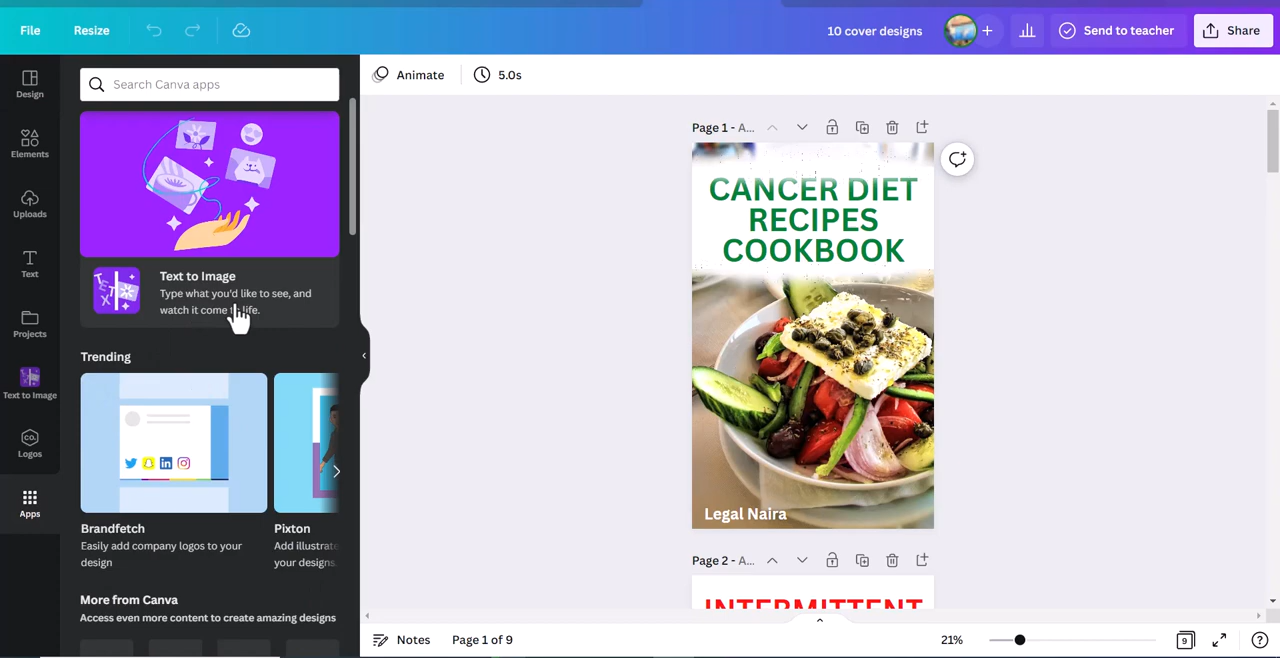 File
Resize
10 cover designs
Send to teacher
Share
Design
Elements
Uploads
Text
Projects
Text to Image
Logos
Apps
Search Canva apps
Text to Image
Type what you'd like to see, and
watch it come to life.
Trending
Brandfetch
Easily add company logos to your
design
Pixton
Add illustrat
your designs.
More from Canva
Access even more content to create amazing designs
Animate
5.0s
Page 1 - A...
CANCER DIET
RECIPES
COOKBOOK
Legal Naira
Page 2 - A...
INTERMITTENT
Notes
Page 1 of 9
21%
9